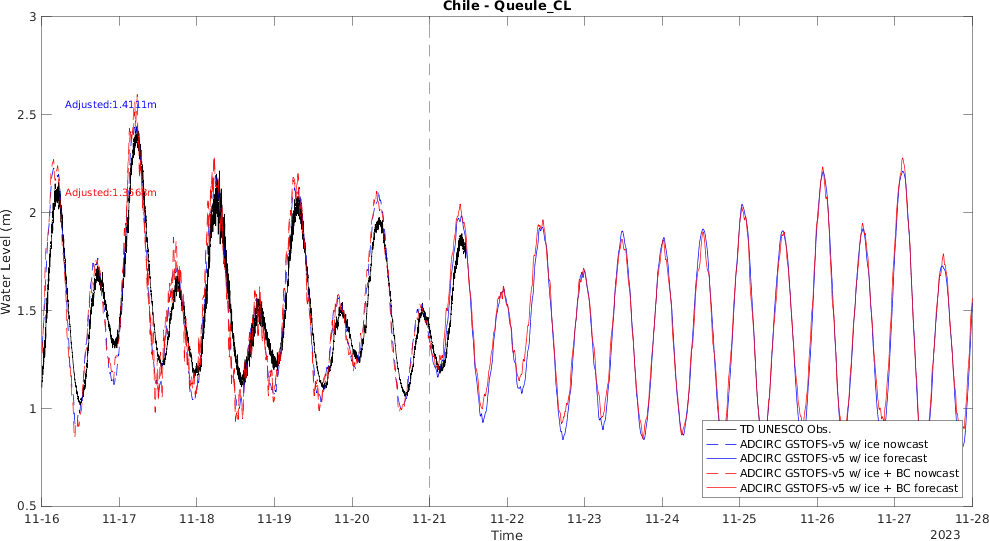 Chile - Queule_CL
Water Level (m)
3
2.5
2
1.5
1
0.5
Adjusted:1.4111m
11-16
11-17
11-18
11-19
11-20
11-21
11-22
11-23
11-24
11-25
11-26
11-27
11-28
Time
2023
TD UNESCO Obs.
ADCIRC GSTOFS-v5 w/ ice nowcast
ADCIRC GSTOFS-v5 w/ ice forecast
ADCIRC GSTOFS-v5 w/ ice + BC nowcast
ADCIRC GSTOFS-v5 w/ ice + BC forecast